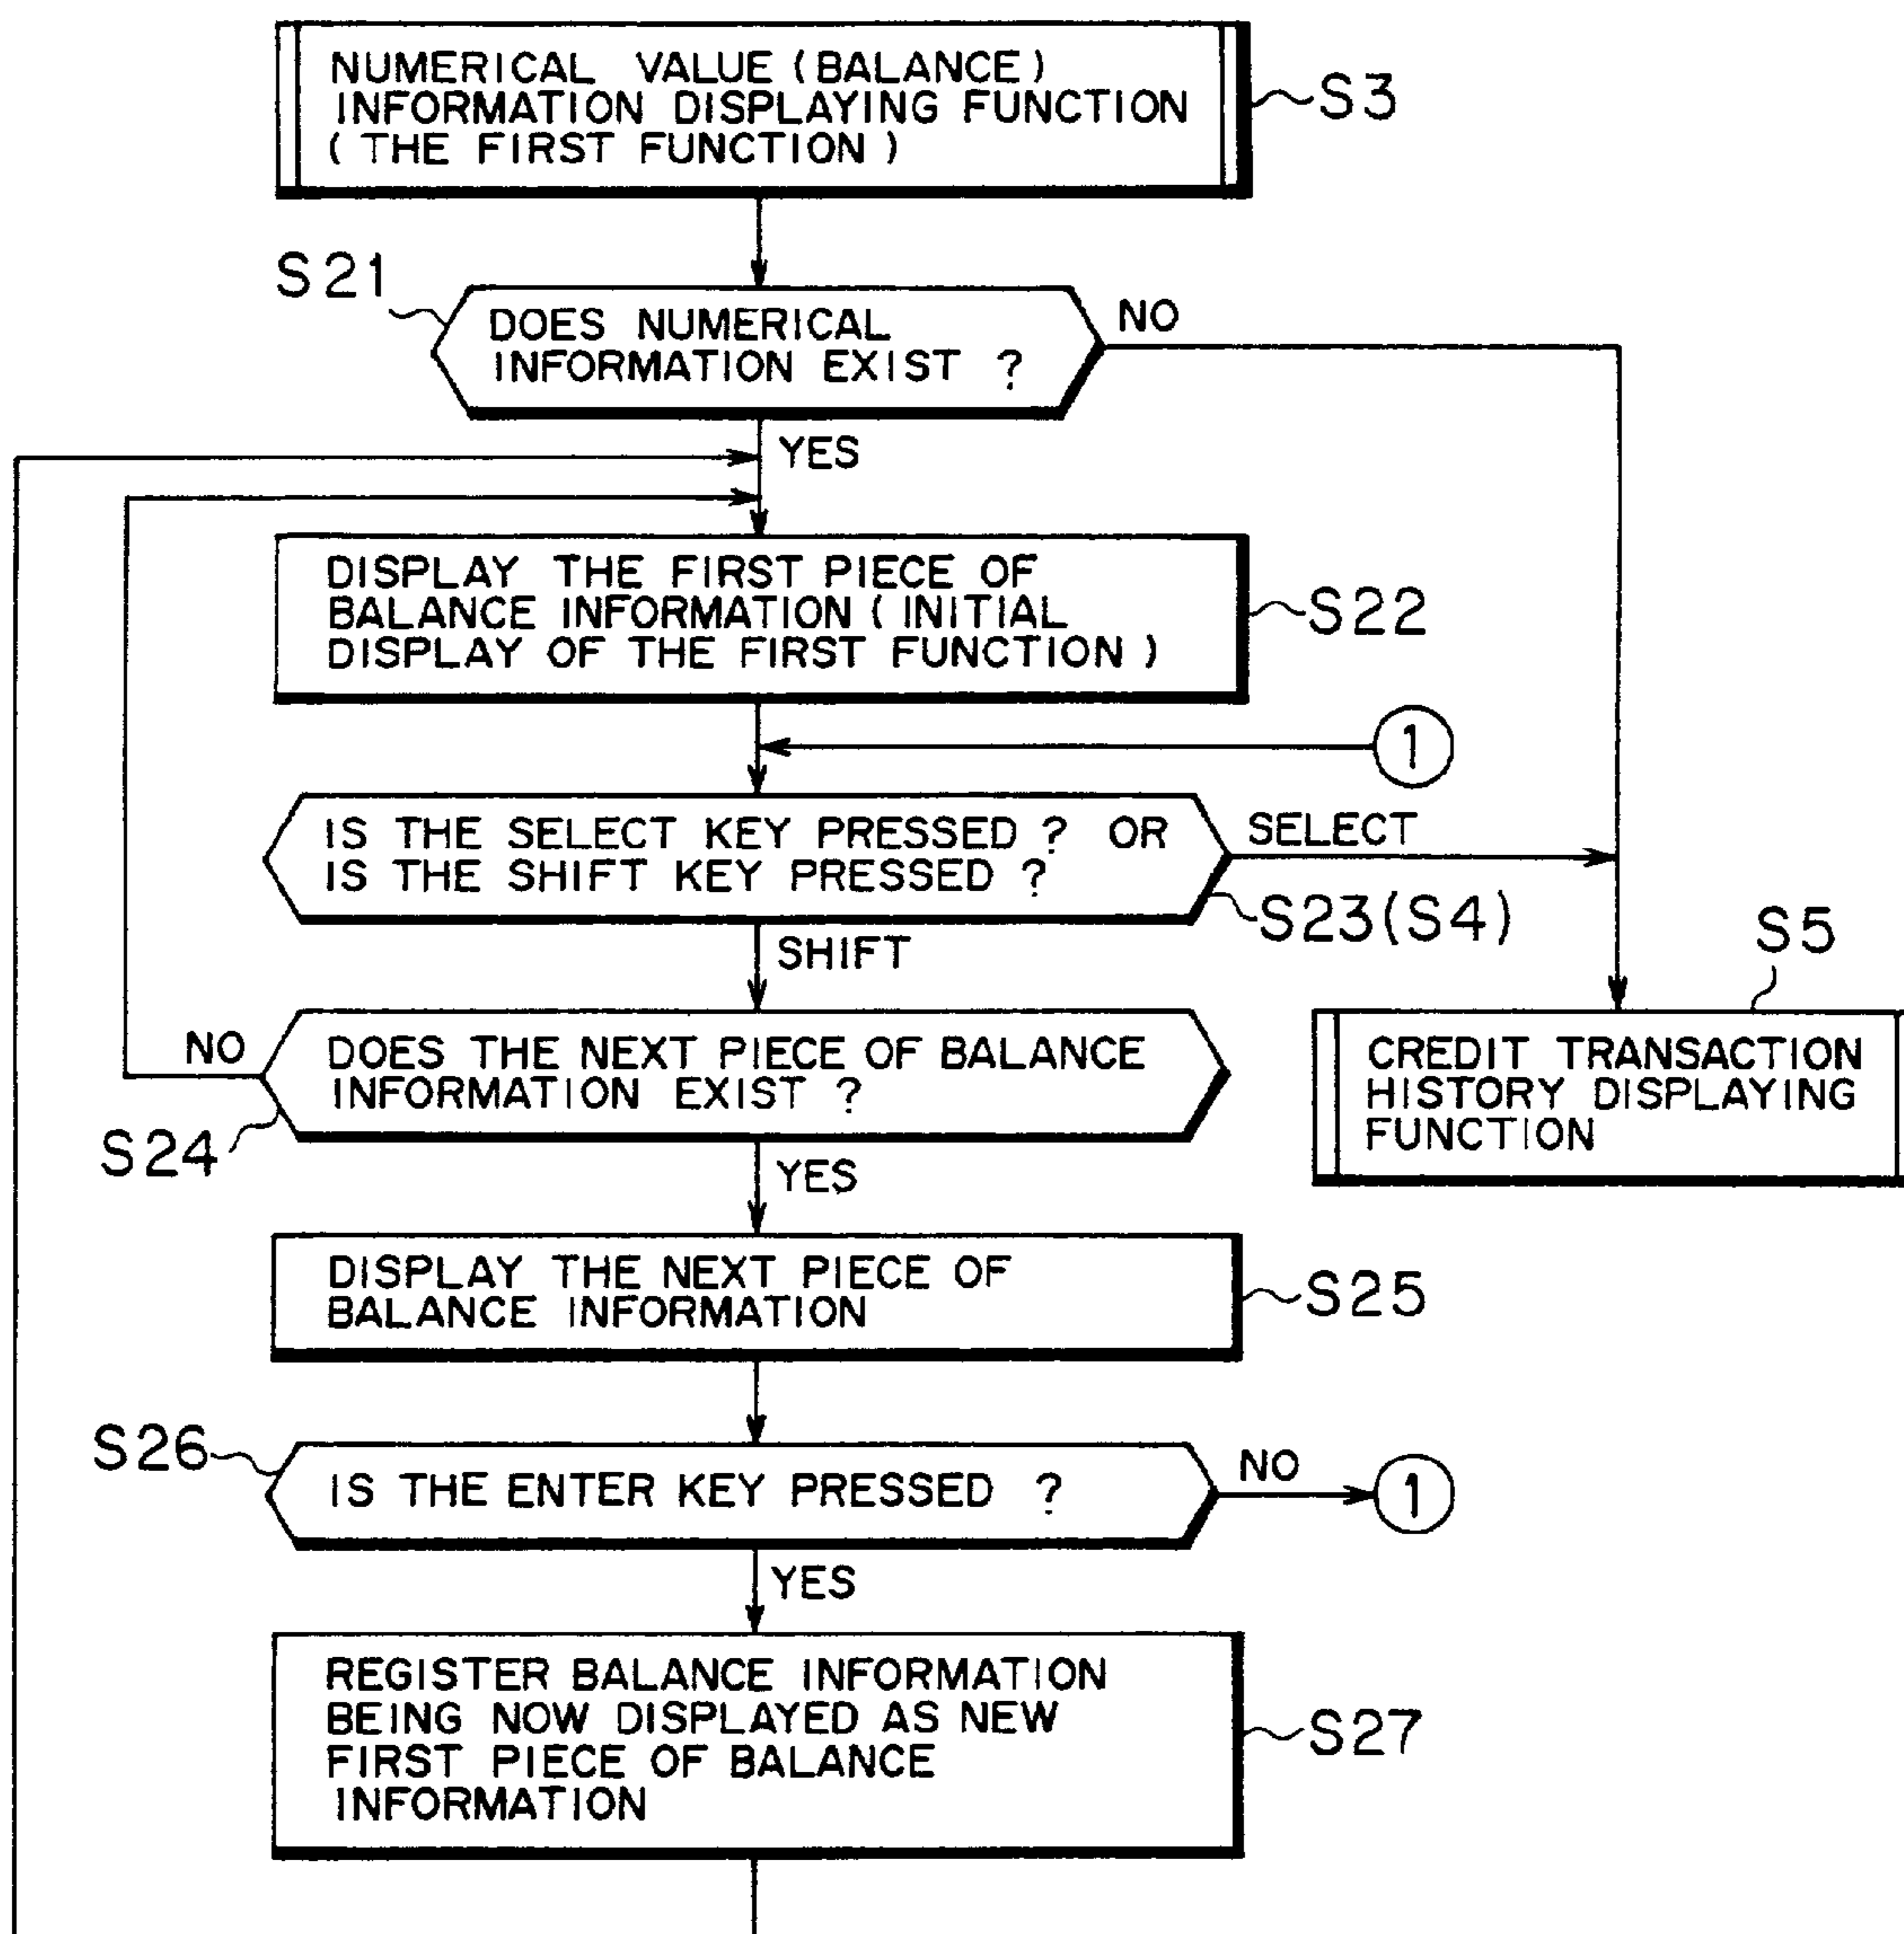 NUMERICAL VALUE (BALANCE)
INFORMATION DISPLAYING FUNCTION
(THE FIRST FUNCTION)
S3
S21
DOES NUMERICAL
INFORMATION EXIST ?
NO
YES
DISPLAY THE FIRST PIECE OF
BALANCE INFORMATION (INITIAL
DISPLAY OF THE FIRST FUNCTION)
S22
1
IS THE SELECT KEY PRESSED ? OR
IS THE SHIFT KEY PRESSED ?
SELECT
S23(S4)
SHIFT
S5
NO
DOES THE NEXT PIECE OF BALANCE
INFORMATION EXIST ?
S24
CREDIT TRANSACTION
HISTORY DISPLAYING
FUNCTION
YES
DISPLAY THE NEXT PIECE OF
BALANCE INFORMATION
S25
S26
IS THE ENTER KEY PRESSED ?
NO
1
YES
REGISTER BALANCE INFORMATION
BEING NOW DISPLAYED AS NEW
FIRST PIECE OF BALANCE
INFORMATION
S27